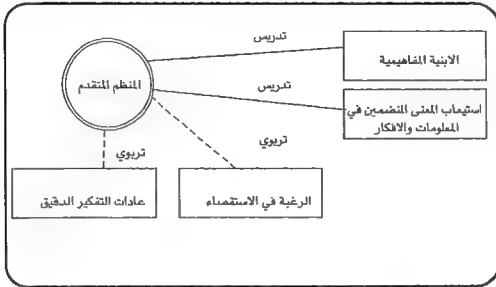 تدريس
الابنية المفاهيمية
المنظم المتقدم
تدريس
استيعاب المعنى المتضمين في
المعلومات والافكار
تربوي
تربوي
الرغبة في الاستقصاء
عادات التفكير الدقيق